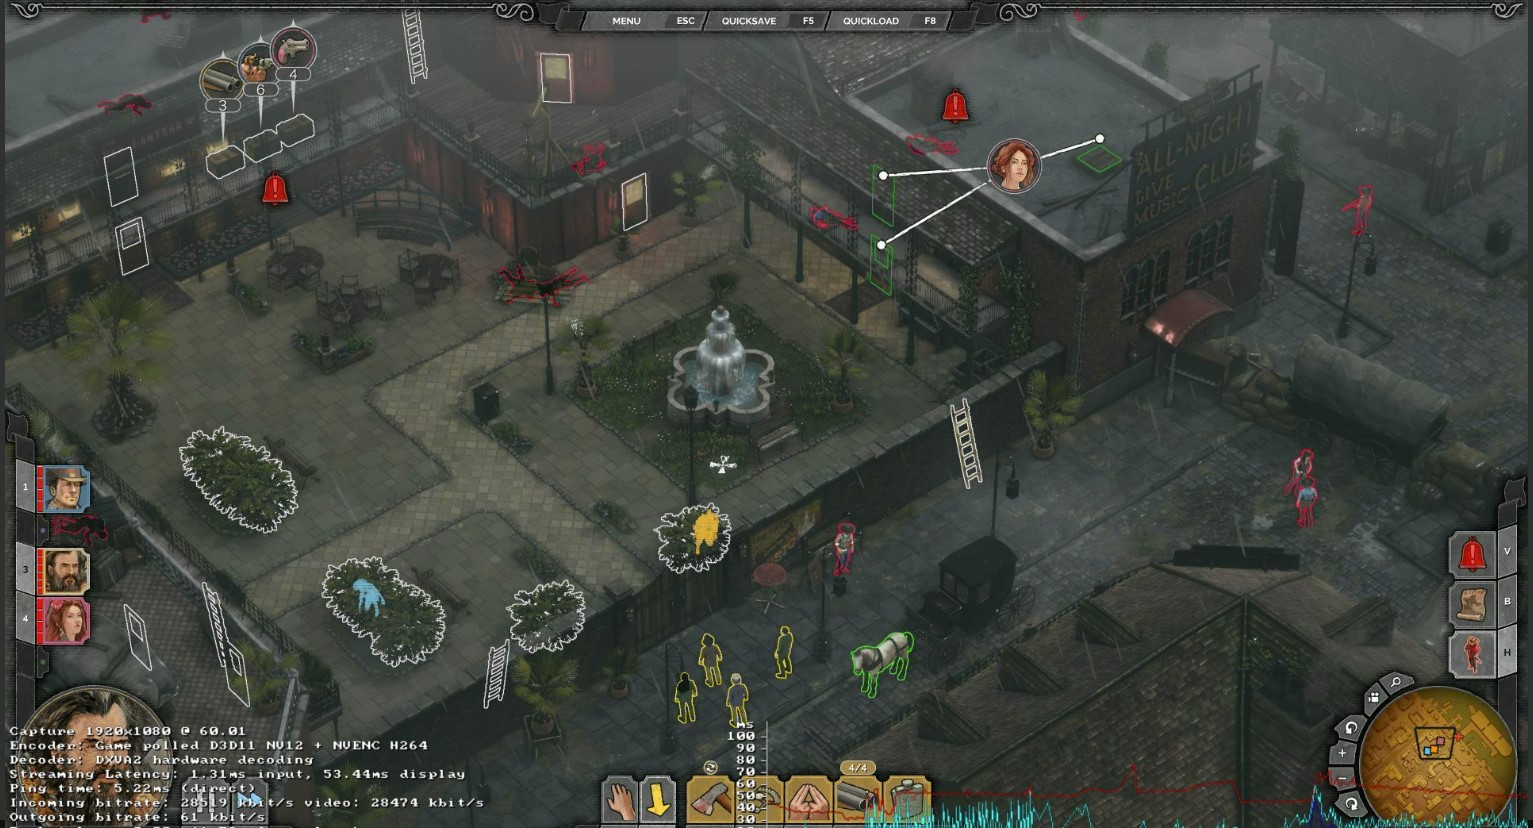 MENU ESC QUICKSAVE F5 QUICKLOAD F8
4
6
3
ALL-NIGHT
LIVE
MUSIC CLUB
1
3
4
V
B
H
Capture 1920x1080 @ 60.01
Encoder: Game polled D3D11 NV12 + NVENC H264
Decoder: DXVA2 hardware decoding
Streaming Latency: 1.31ms input, 53.44ms display
Ping time: 5.22ms (direct)
Incoming bitrate: 28519 kbit/s video: 28474 kbit/s
Outgoing bitrate: 61 kbit/s
ms
100
90
80
70
60
50
40
4/4